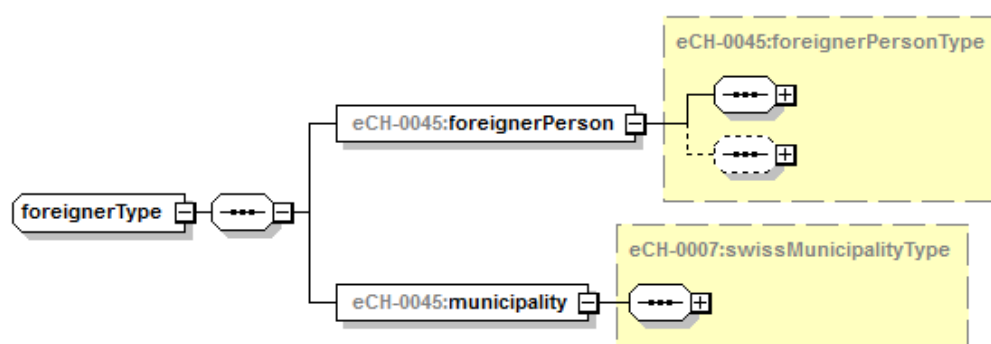 eCH-0045:foreignerPersonType
eCH-0045:foreignerPerson
foreignerType
eCH-0007:swissMunicipalityType
eCH-0045:municipality